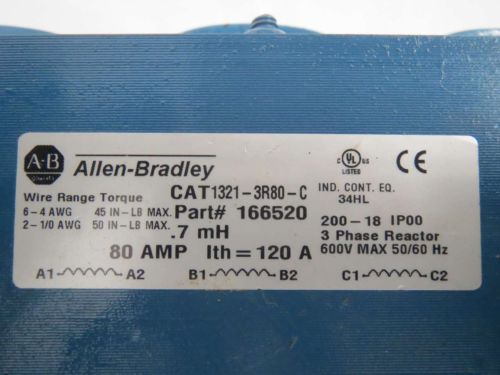 A-B
Allen-Bradley
C UL US
LISTED
CE
Wire Range Torque
CAT1321-3R80-C
IND. CONT. EQ.
34HL
6-4 AWG 45 IN-LB MAX.
Part# 166520
2-1/0 AWG 50 IN-LB MAX.
.7 mH
200-18 IP00
3 Phase Reactor
80 AMP Ith= 120 A
600V MAX 50/60 Hz
A1 A2 B1 B2 C1 C2